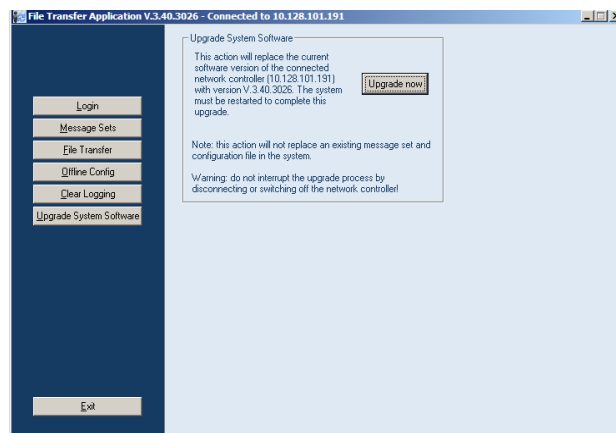 File Transfer Application V.3.40.3026 - Connected to 10.128.101.191
Login
Message Sets
File Transfer
Offline Config
Clear Logging
Upgrade System Software
Exit
Upgrade System Software
This action will replace the current
software version of the connected
network controller (10.128.101.191)
with version V.3.40.3026. The system
must be restarted to complete this
upgrade.
Upgrade now
Note: this action will not replace an existing message set and
configuration file in the system.
Warning: do not interrupt the upgrade process by
disconnecting or switching off the network controller!